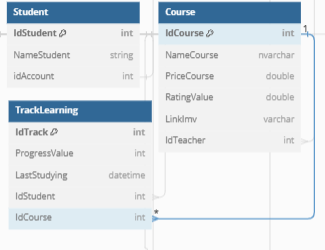 Student
IdStudent int
NameStudent string
idAccount int
Course
IdCourse int
NameCourse nvarchar
PriceCourse double
RatingValue double
LinkImv varchar
IdTeacher int
1
TrackLearning
IdTrack int
ProgressValue int
LastStudying datetime
IdStudent int
IdCourse int
*